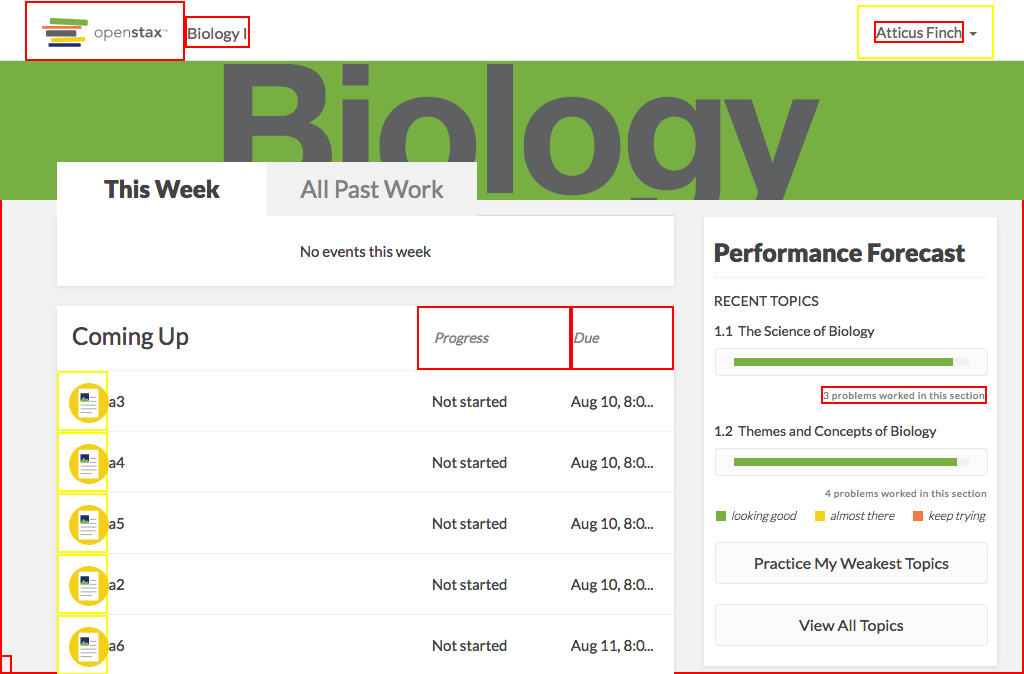 openstax™ Biology I Atticus Finch
Biology
This Week All Past Work
No events this week
Coming Up Progress Due
a3 Not started Aug 10, 8:0...
a4 Not started Aug 10, 8:0...
a5 Not started Aug 10, 8:0...
a2 Not started Aug 10, 8:0...
a6 Not started Aug 11, 8:0...
Performance Forecast
RECENT TOPICS
1.1 The Science of Biology
3 problems worked in this section
1.2 Themes and Concepts of Biology
4 problems worked in this section
looking good almost there keep trying
Practice My Weakest Topics
View All Topics